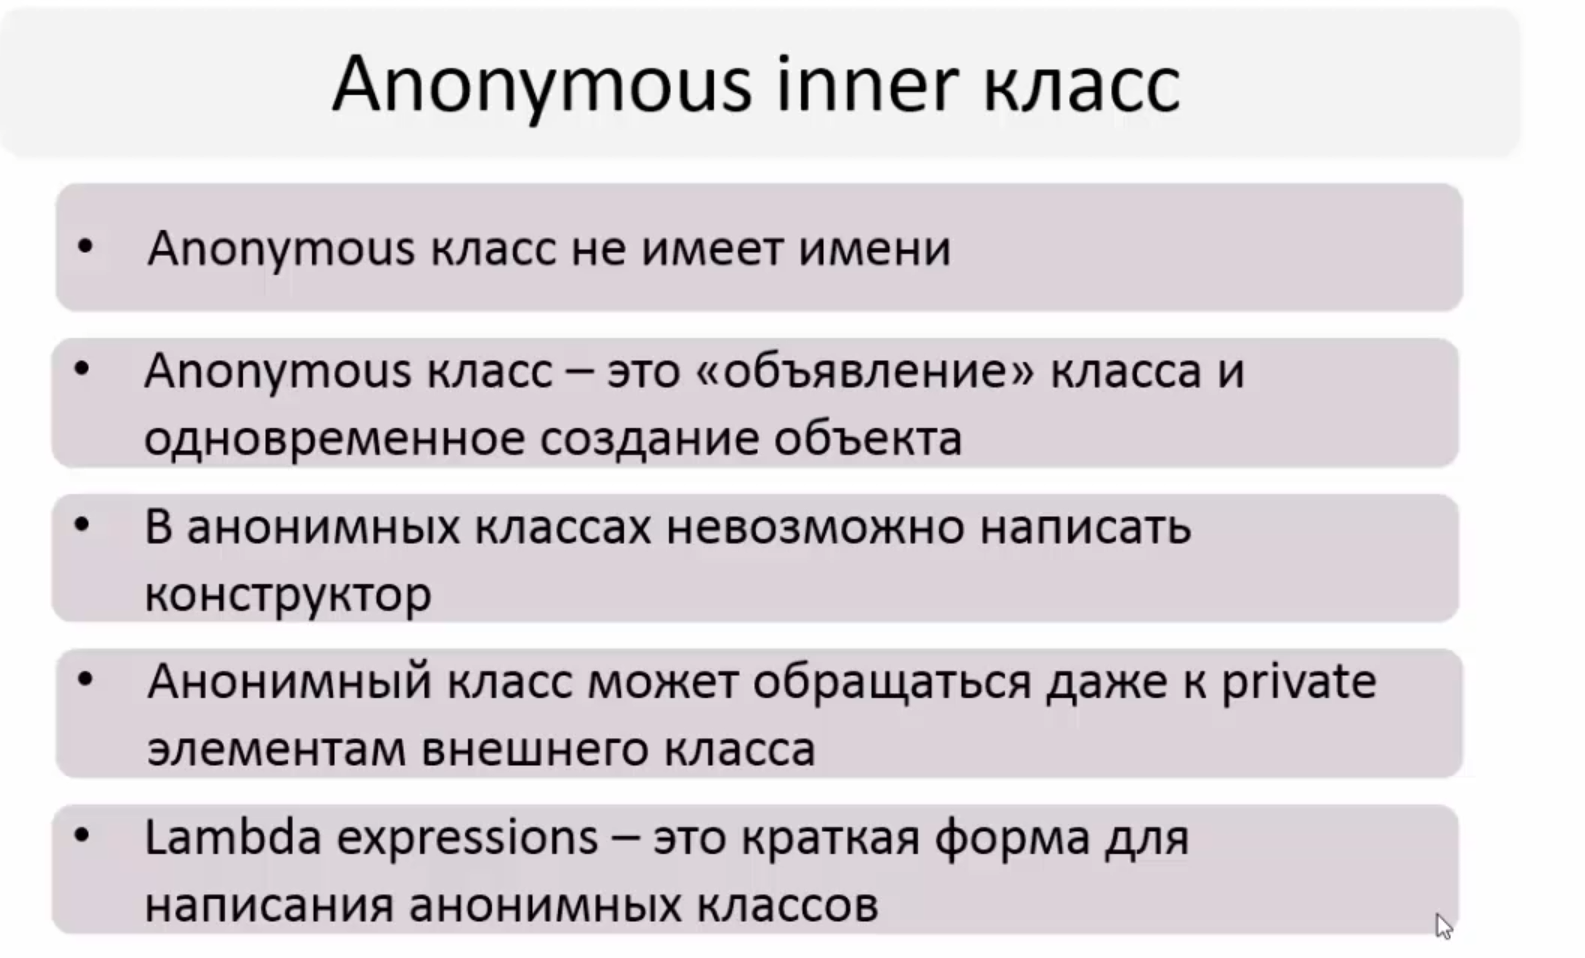 Anonymous inner класс
• Anonymous класс не имеет имени
• Anonymous класс – это «объявление» класса и
одновременное создание объекта
• В анонимных классах невозможно написать
конструктор
• Анонимный класс может обращаться даже к private
элементам внешнего класса
• Lambda expressions – это краткая форма для
написания анонимных классов